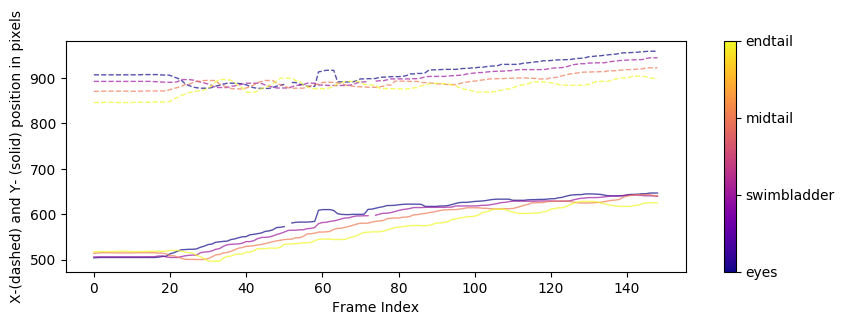 X-(dashed) and Y- (solid) position in pixels
900
800
700
600
500
0 20 40 60 80 100 120 140
Frame Index
endtail
midtail
swimbladder
eyes